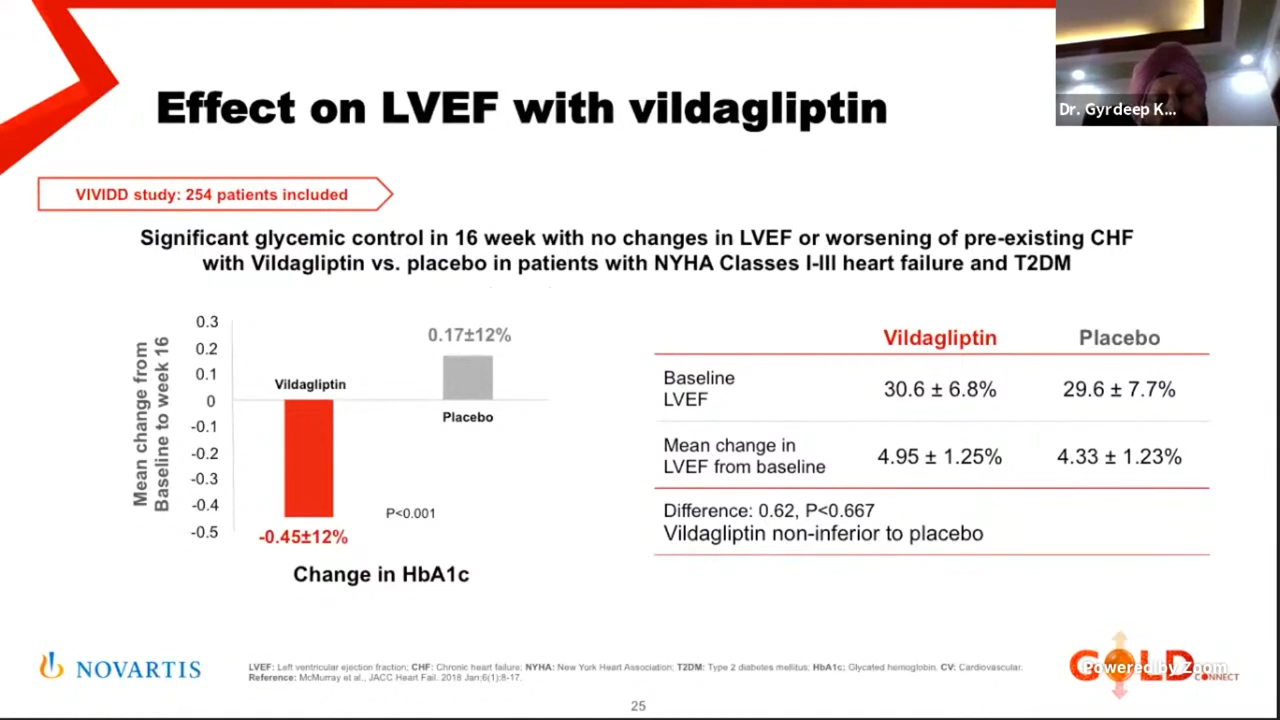 Effect on LVEF with vildagliptin
Dr. Gyrdeep K...
VIVIDD study: 254 patients included
Significant glycemic control in 16 week with no changes in LVEF or worsening of pre-existing CHF
with Vildagliptin vs. placebo in patients with NYHA Classes I-III heart failure and T2DM
Mean change from
Baseline to week 16
0.3
0.2
0.1
0
-0.1
-0.2
-0.3
-0.4
-0.5
0.17±12%
Vildagliptin
Placebo
P<0.001
-0.45±12%
Change in HbA1c
Vildagliptin Placebo
Baseline
LVEF
30.6 ± 6.8% 29.6 ± 7.7%
Mean change in
LVEF from baseline
4.95 ± 1.25% 4.33 ± 1.23%
Difference: 0.62, P<0.667
Vildagliptin non-inferior to placebo
NOVARTIS
LVEF: Left ventricular ejection fraction; CHF: Chronic heart failure; NYHA: New York Heart Association; T2DM: Type 2 diabetes mellitus; HbA1c: Glycated hemoglobin, CV: Cardiovascular.
Reference: McMurray et al., JACC Heart Fail. 2018 Jan;6(1):8-17.
GOLD
CONNECT
Powered by Zoom
25